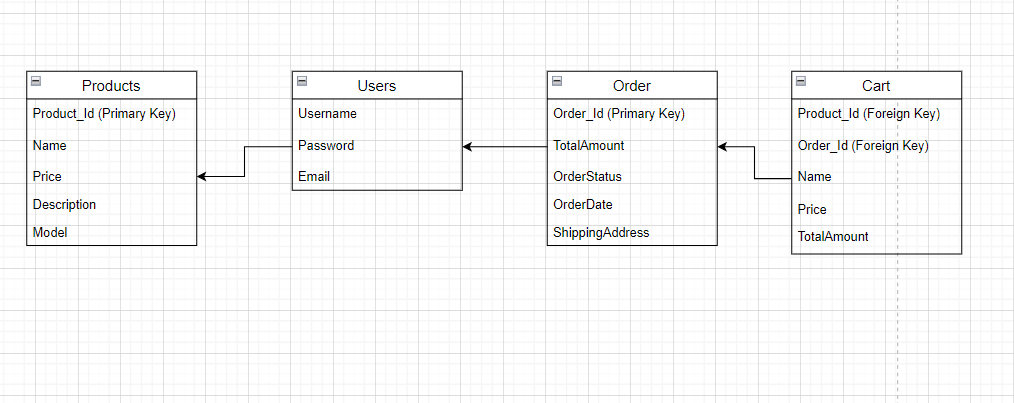 Products
Product_Id (Primary Key)
Name
Price
Description
Model
Users
Username
Password
Email
Order
Order_Id (Primary Key)
TotalAmount
OrderStatus
OrderDate
ShippingAddress
Cart
Product_Id (Foreign Key)
Order_Id (Foreign Key)
Name
Price
TotalAmount